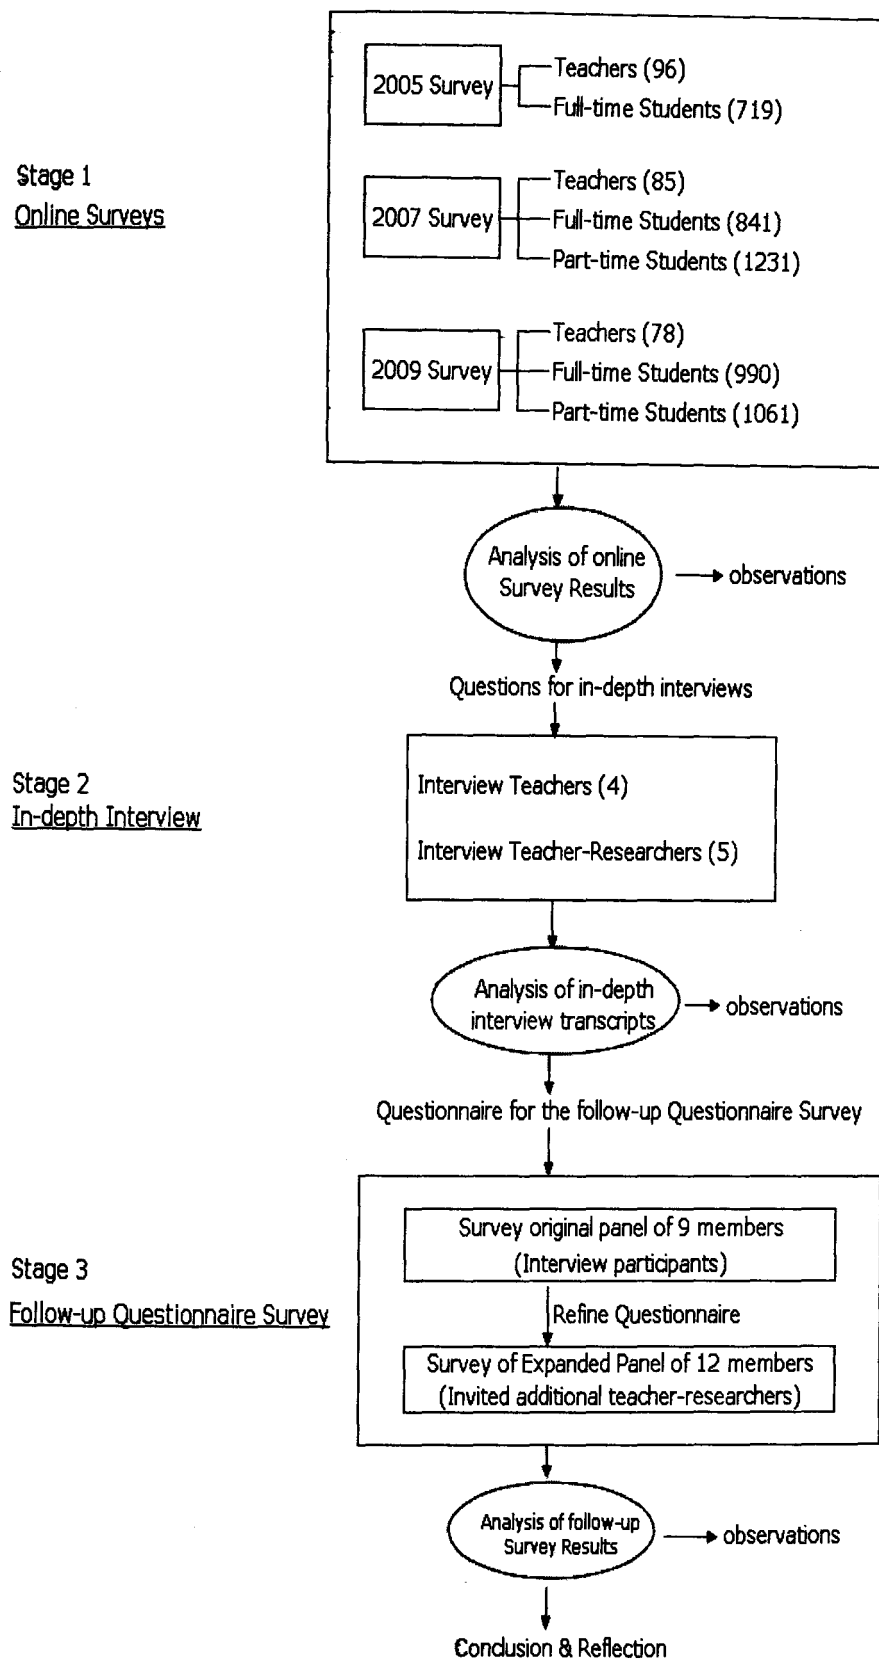 2005 Survey
Teachers (96)
Full-time Students (719)
Stage 1
Online Surveys
2007 Survey
Teachers (85)
Full-time Students (841)
Part-time Students (1231)
2009 Survey
Teachers (78)
Full-time Students (990)
Part-time Students (1061)
Analysis of online
Survey Results
observations
Questions for in-depth interviews
Stage 2
In-depth Interview
Interview Teachers (4)
Interview Teacher-Researchers (5)
Analysis of in-depth
interview transcripts
observations
Questionnaire for the follow-up Questionnaire Survey
Stage 3
Follow-up Questionnaire Survey
Survey original panel of 9 members
(Interview participants)
Refine Questionnaire
Survey of Expanded Panel of 12 members
(Invited additional teacher-researchers)
Analysis of follow-up
Survey Results
observations
Conclusion & Reflection